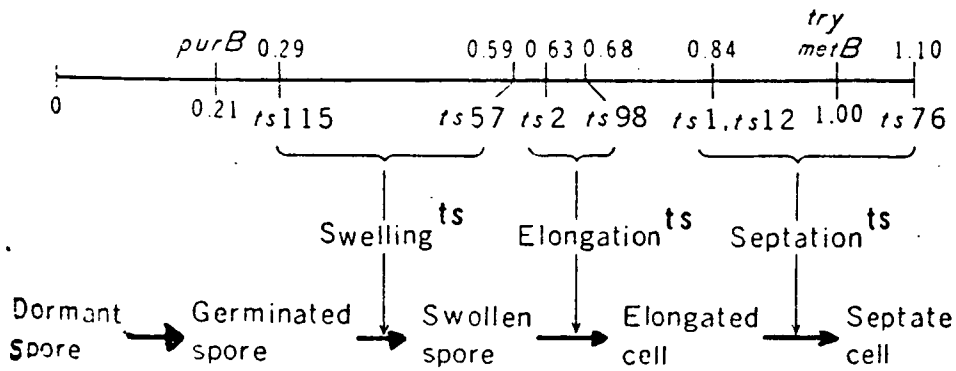 try
purB 0.29 0.59 0.63 0.68 0.84 metB 1.10
0 0.21 ts115 ts57 ts2 ts98 ts1, ts12 1.00 ts76
Swelling ts Elongation ts Septation ts
Dormant Germinated Swollen Elongated Septate
spore spore spore cell cell